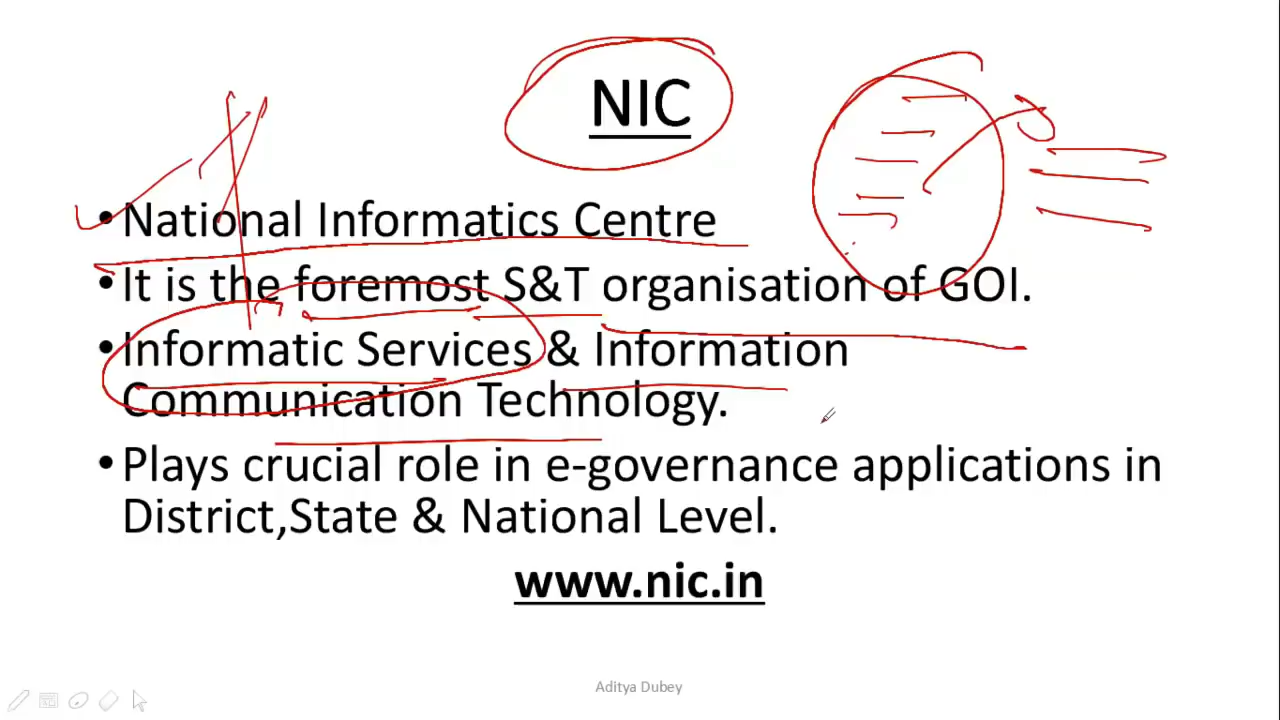 NIC
•National Informatics Centre
•It is the foremost S&T organisation of GOI.
•Informatic Services & Information
Communication Technology.
•Plays crucial role in e-governance applications in
District,State & National Level.
www.nic.in
Aditya Dubey